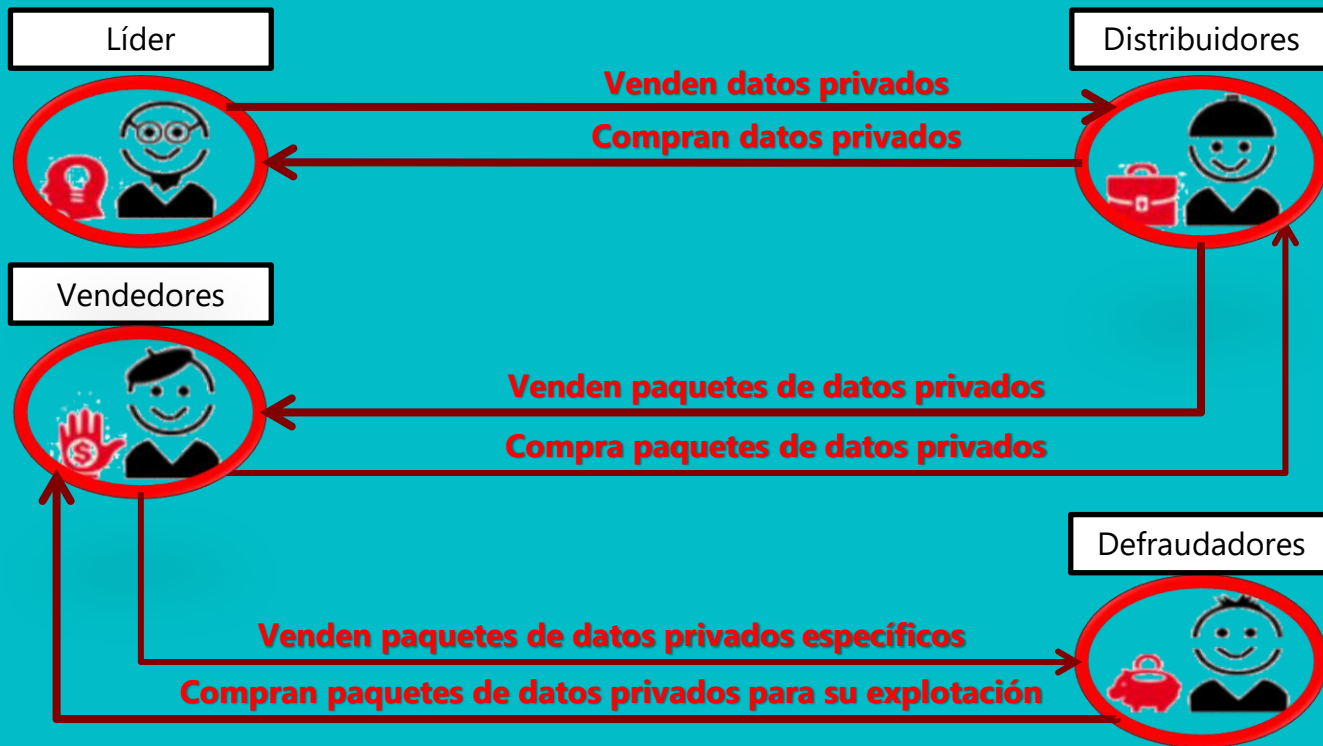 Líder
Distribuidores
Venden datos privados
Compran datos privados
Vendedores
Venden paquetes de datos privados
Compra paquetes de datos privados
Defraudadores
Venden paquetes de datos privados específicos
Compran paquetes de datos privados para su explotación
$